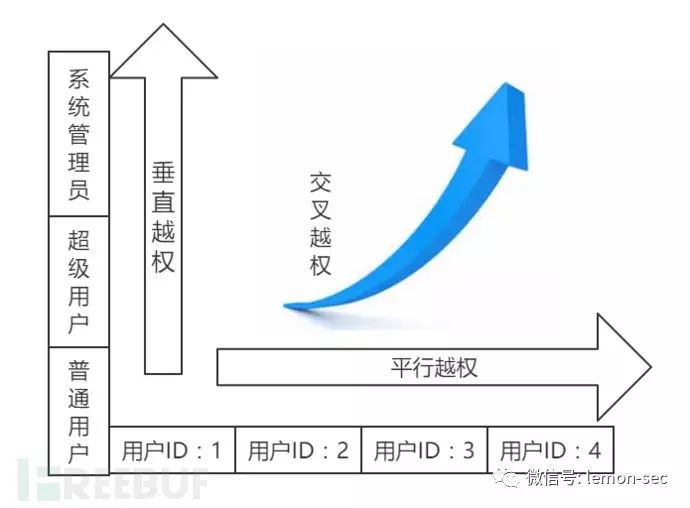 系统管理员
超级用户
普通用户
垂直越权
交叉越权
平行越权
用户ID：1
用户ID：2
用户ID：3
用户ID：4
REEBUF
微信号: lemon-sec